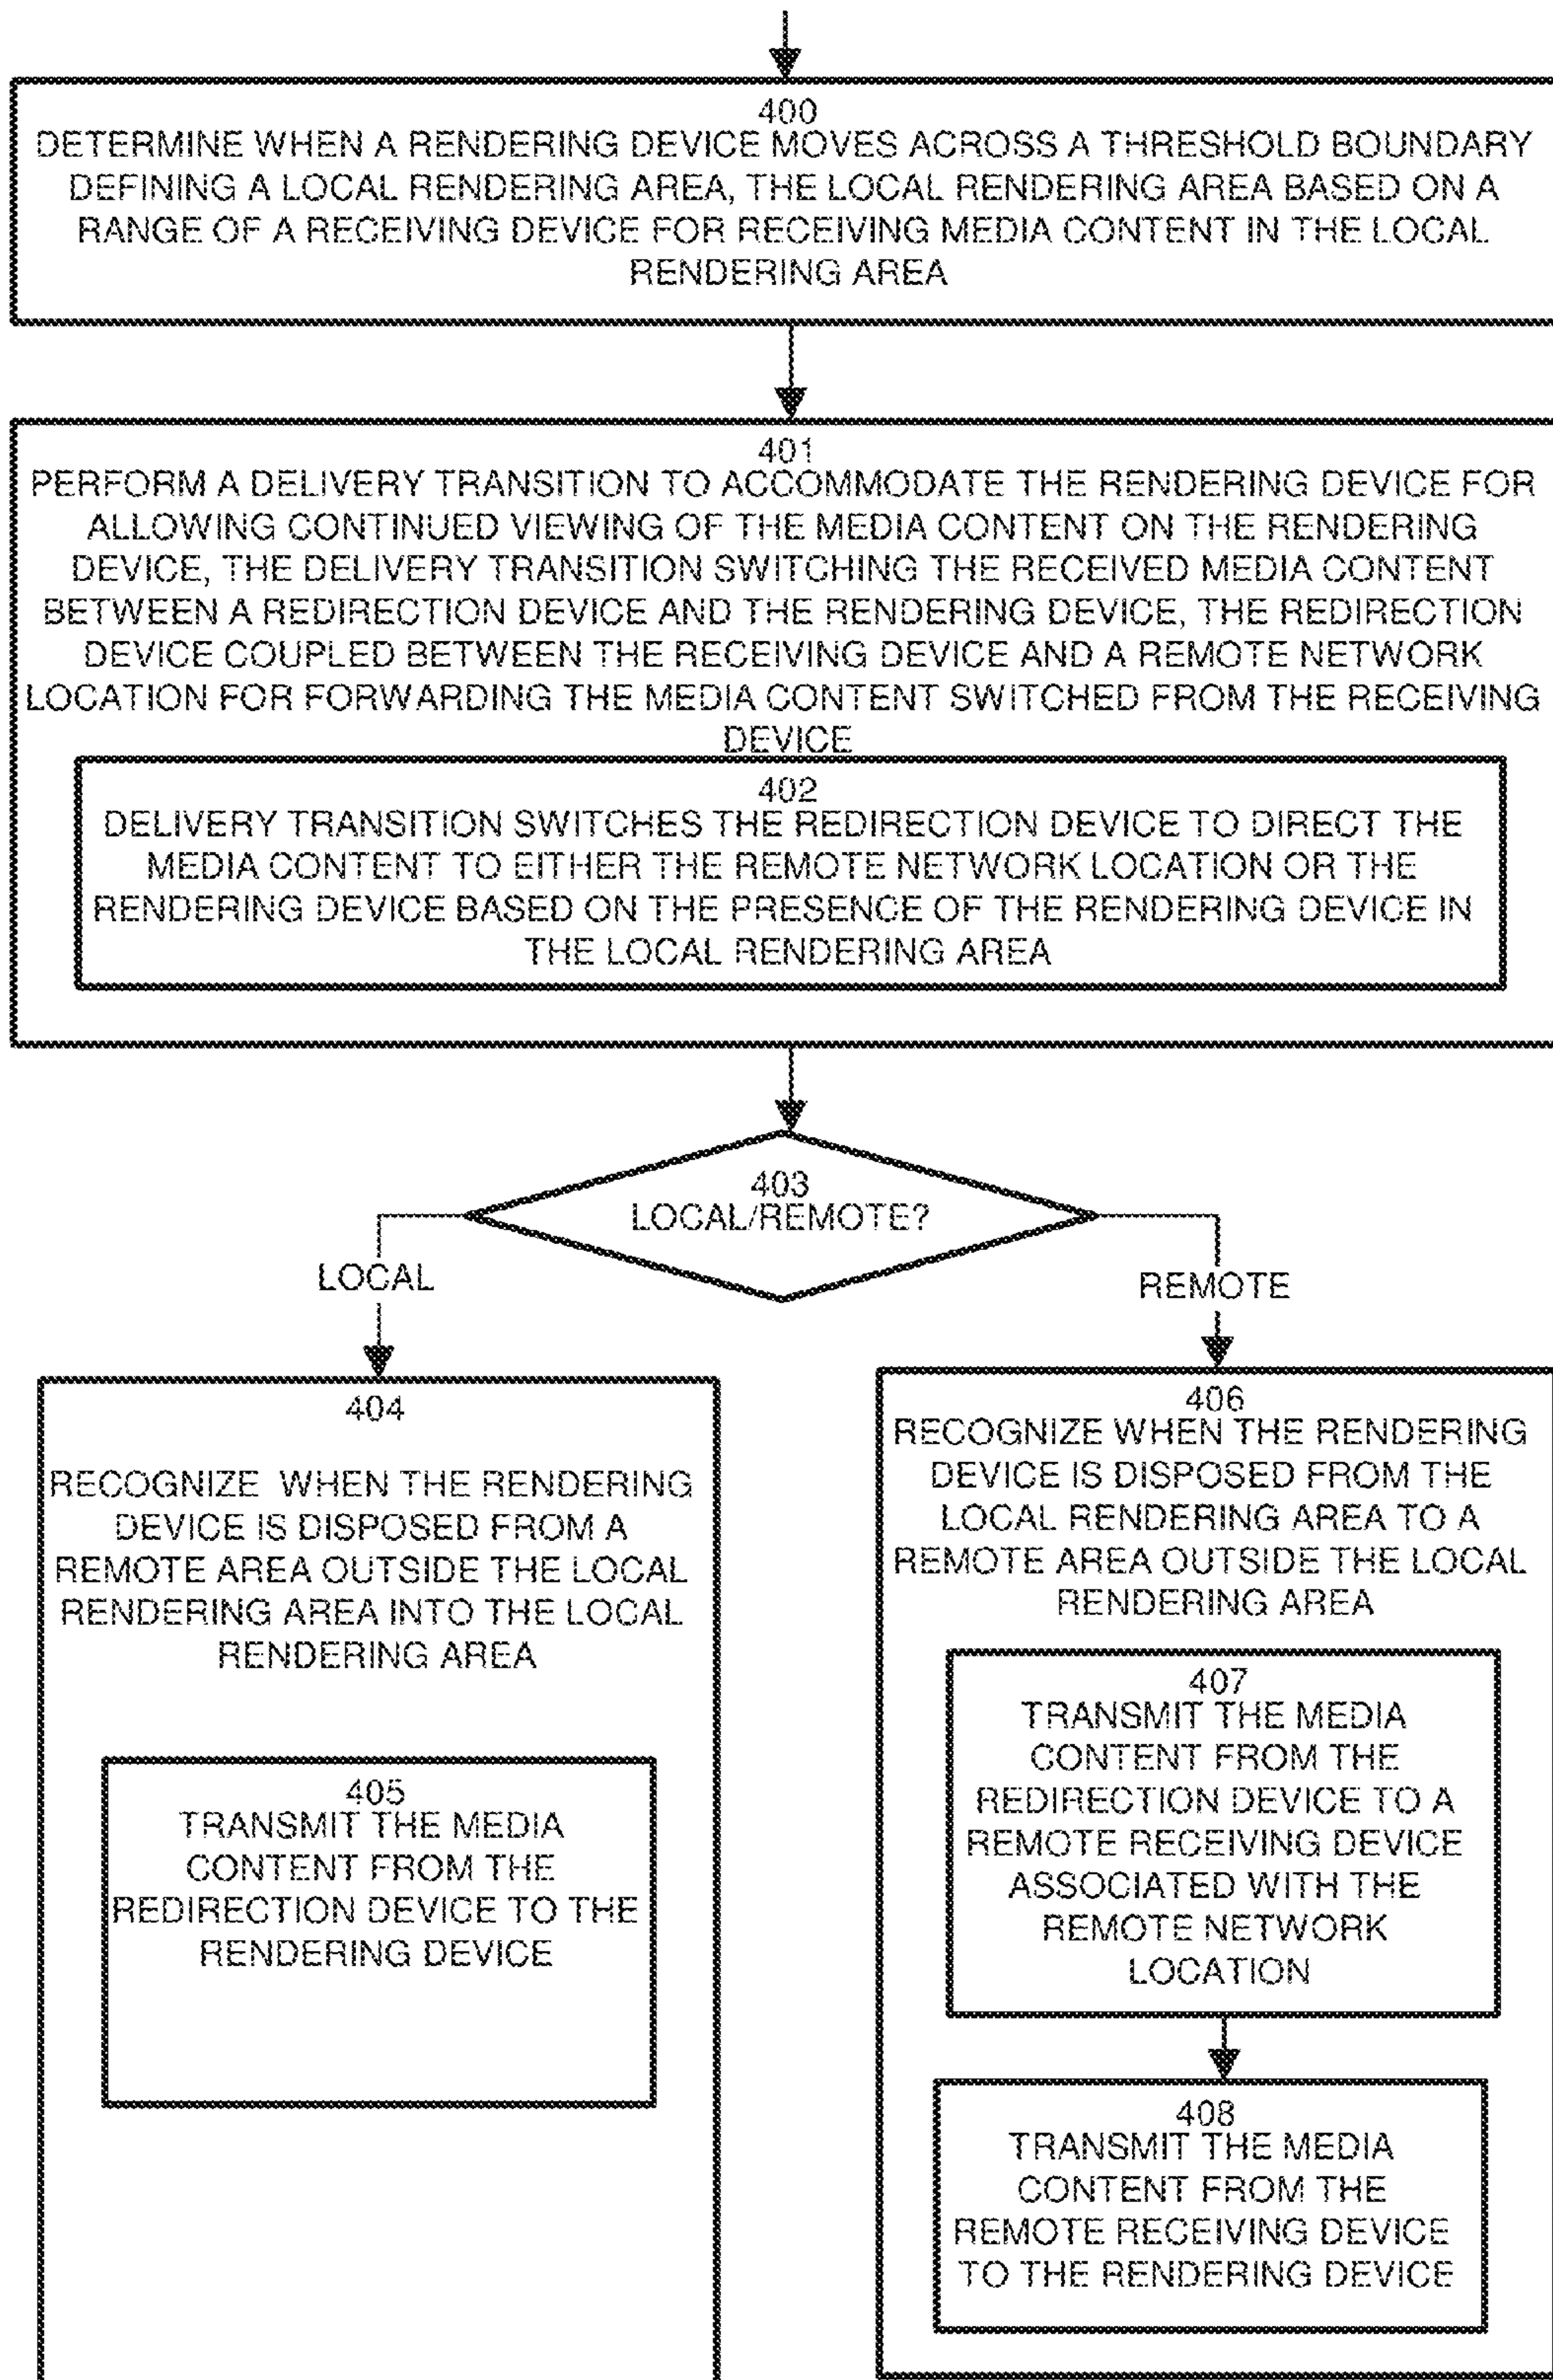 400
DETERMINE WHEN A RENDERING DEVICE MOVES ACROSS A THRESHOLD BOUNDARY
DEFINING A LOCAL RENDERING AREA, THE LOCAL RENDERING AREA BASED ON A
RANGE OF A RECEIVING DEVICE FOR RECEIVING MEDIA CONTENT IN THE LOCAL
RENDERING AREA
401
PERFORM A DELIVERY TRANSITION TO ACCOMMODATE THE RENDERING DEVICE FOR
ALLOWING CONTINUED VIEWING OF THE MEDIA CONTENT ON THE RENDERING
DEVICE, THE DELIVERY TRANSITION SWITCHING THE RECEIVED MEDIA CONTENT
BETWEEN A REDIRECTION DEVICE AND THE RENDERING DEVICE, THE REDIRECTION
DEVICE COUPLED BETWEEN THE RECEIVING DEVICE AND A REMOTE NETWORK
LOCATION FOR FORWARDING THE MEDIA CONTENT SWITCHED FROM THE RECEIVING
DEVICE
402
DELIVERY TRANSITION SWITCHES THE REDIRECTION DEVICE TO DIRECT THE
MEDIA CONTENT TO EITHER THE REMOTE NETWORK LOCATION OR THE
RENDERING DEVICE BASED ON THE PRESENCE OF THE RENDERING DEVICE IN
THE LOCAL RENDERING AREA
403
LOCAL/REMOTE?
LOCAL
REMOTE
404
RECOGNIZE WHEN THE RENDERING
DEVICE IS DISPOSED FROM A
REMOTE AREA OUTSIDE THE LOCAL
RENDERING AREA INTO THE LOCAL
RENDERING AREA
405
TRANSMIT THE MEDIA
CONTENT FROM THE
REDIRECTION DEVICE TO THE
RENDERING DEVICE
406
RECOGNIZE WHEN THE RENDERING
DEVICE IS DISPOSED FROM THE
LOCAL RENDERING AREA TO A
REMOTE AREA OUTSIDE THE LOCAL
RENDERING AREA
407
TRANSMIT THE MEDIA
CONTENT FROM THE
REDIRECTION DEVICE TO A
REMOTE RECEIVING DEVICE
ASSOCIATED WITH THE
REMOTE NETWORK
LOCATION
408
TRANSMIT THE MEDIA
CONTENT FROM THE
REMOTE RECEIVING DEVICE
TO THE RENDERING DEVICE